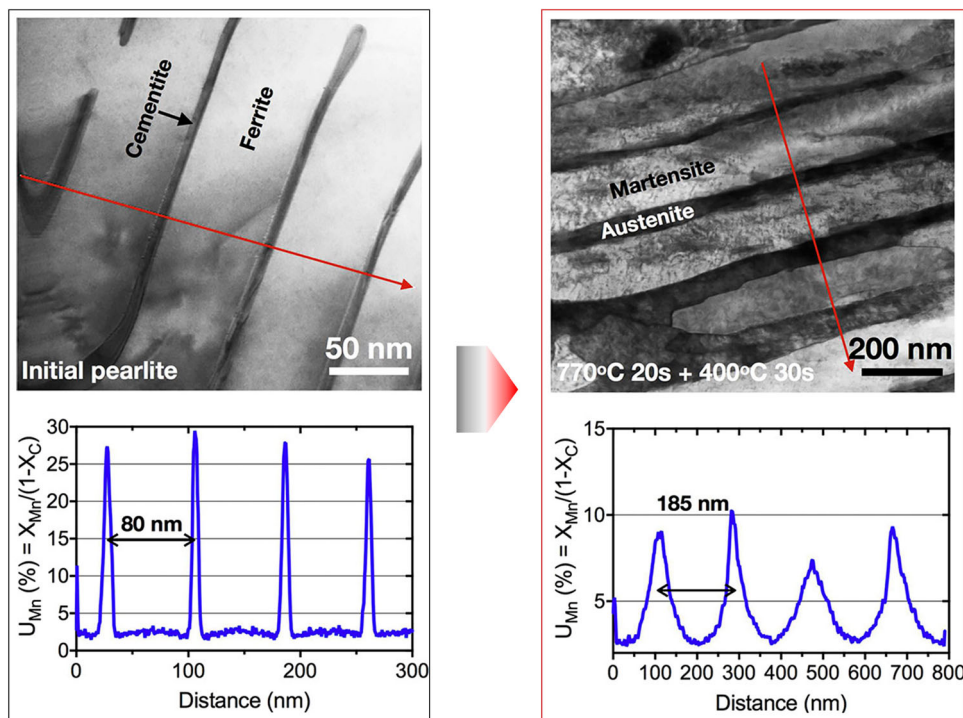 Cementite
Ferrite
50 nm
Initial pearlite
Martensite
Austenite
200 nm
770°C 20s + 400°C 30s
U_Mn (%) = X_Mn/(1-X_C)
30
25
20
15
10
5
0
80 nm
0 100 200 300
Distance (nm)
U_Mn (%) = X_Mn/(1-X_C)
15
10
5
185 nm
0 100 200 300 400 500 600 700 800
Distance (nm)